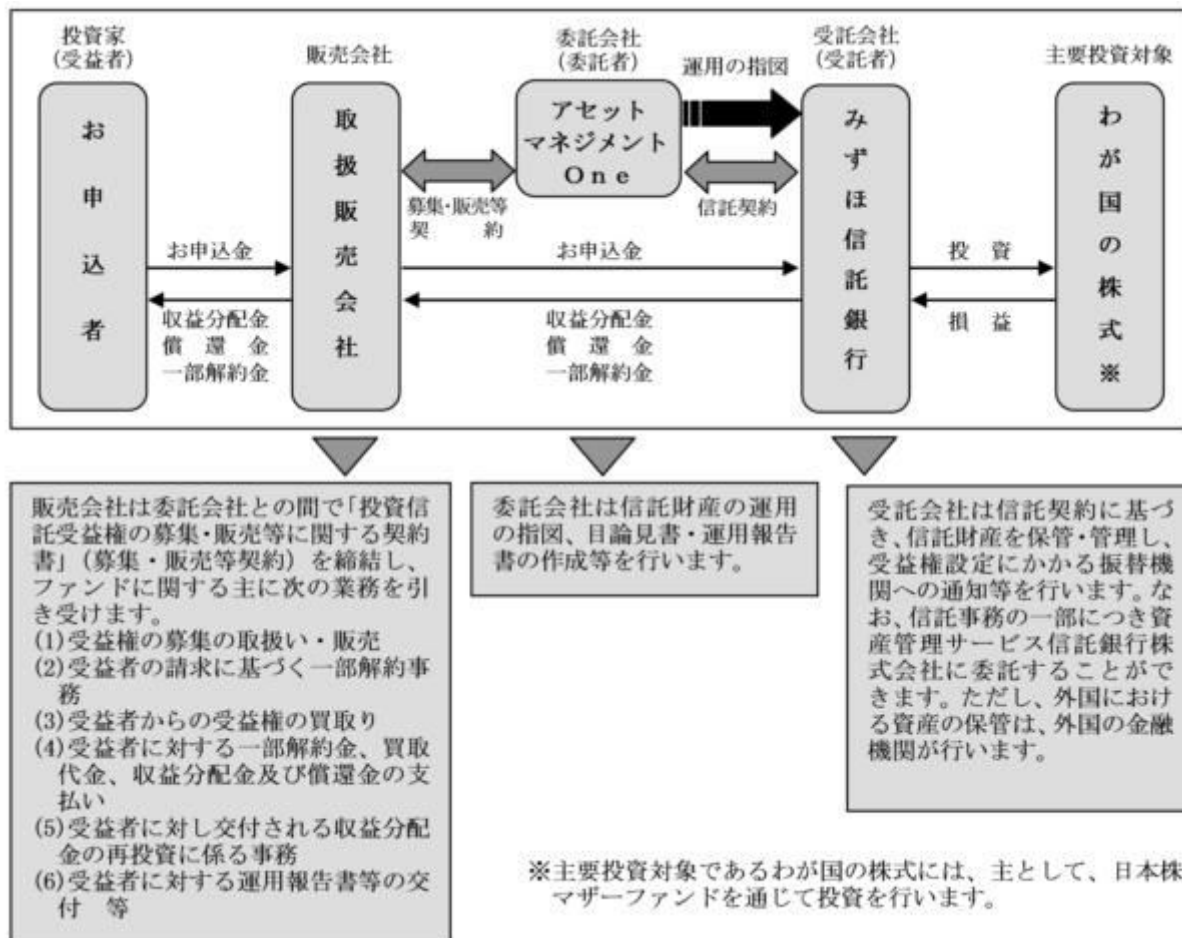 投資家
(受益者)
販売会社
委託会社
(委託者)
運用の指図
受託会社
(受託者)
主要投資対象
お申込者
取扱販売会社
アセット
マネジメント
One
みずほ信託銀行
わが国の株式※
募集・販売等
契 約
信託契約
お申込金
お申込金
投 資
収益分配金
償 還 金
一部解約金
収益分配金
償 還 金
一部解約金
損 益
販売会社は委託会社との間で「投資信
託受益権の募集・販売等に関する契約
書」(募集・販売等契約)を締結し、
ファンドに関する主に次の業務を引
き受けます。
(1)受益権の募集の取扱い・販売
(2)受益者の請求に基づく一部解約事
務
(3)受益者からの受益権の買取り
(4)受益者に対する一部解約金、買取
代金、収益分配金及び償還金の支
払い
(5)受益者に対し交付される収益分配
金の再投資に係る事務
(6)受益者に対する運用報告書等の交
付 等
委託会社は信託財産の運用
の指図、目論見書・運用報告
書の作成等を行います。
受託会社は信託契約に基づ
き、信託財産を保管・管理し、
受益権設定にかかる振替機
関への通知等を行います。な
お、信託事務の一部につき資
産管理サービス信託銀行株
式会社に委託することがで
きます。ただし、外国におけ
る資産の保管は、外国の金融
機関が行います。
※主要投資対象であるわが国の株式には、主として、日本株
マザーファンドを通じて投資を行います。